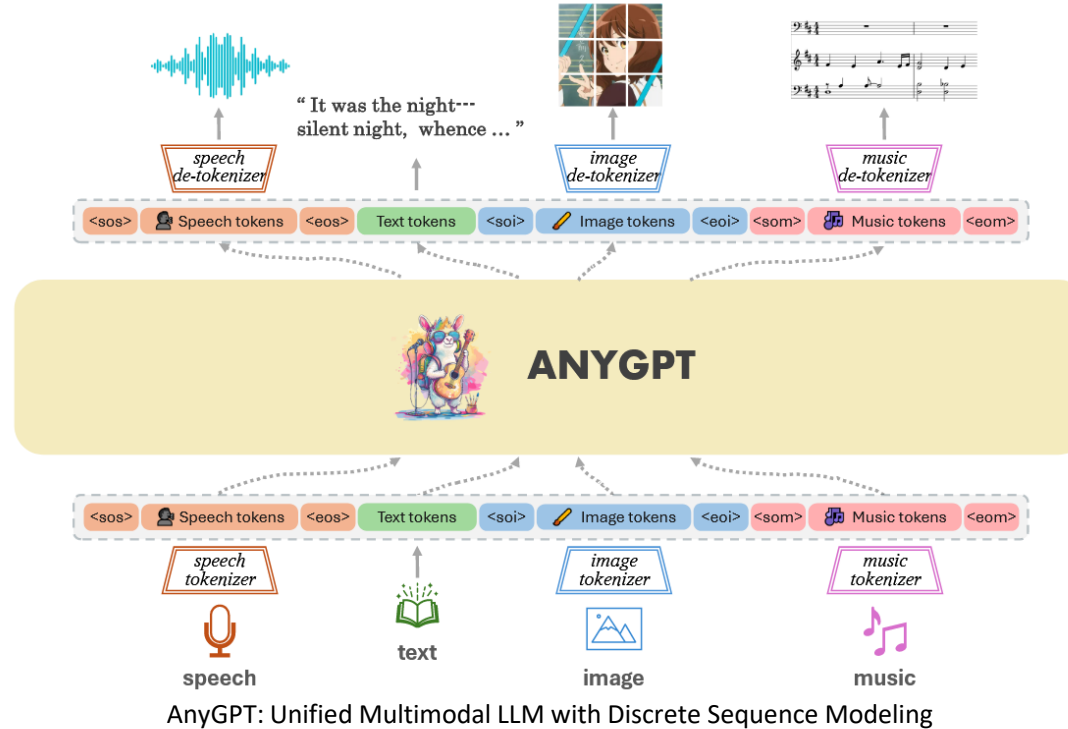 “ It was the night---
silent night, whence ... ”
speech
de-tokenizer
image
de-tokenizer
music
de-tokenizer
<sos> Speech tokens <eos> Text tokens <soi> Image tokens <eoi> <som> Music tokens <eom>
ANYGPT
<sos> Speech tokens <eos> Text tokens <soi> Image tokens <eoi> <som> Music tokens <eom>
speech
tokenizer
image
tokenizer
music
tokenizer
speech
text
image
music
AnyGPT: Unified Multimodal LLM with Discrete Sequence Modeling